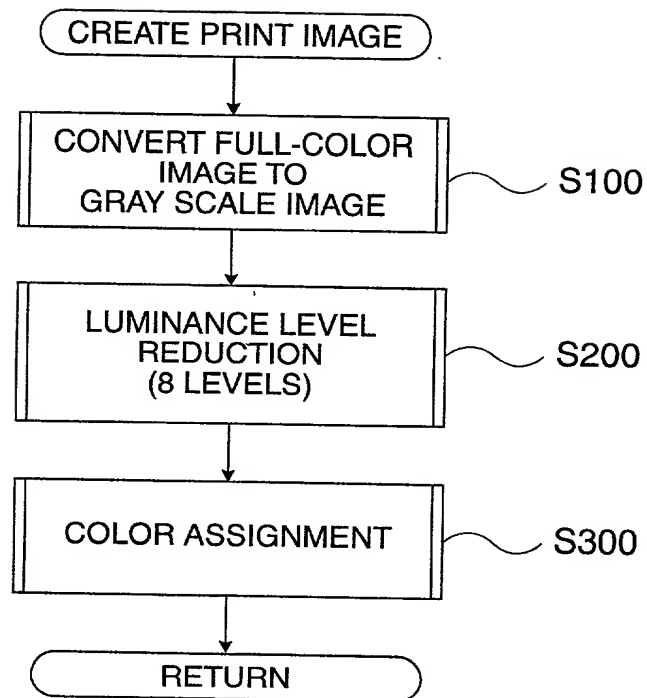 CREATE PRINT IMAGE
CONVERT FULL-COLOR
IMAGE TO
GRAY SCALE IMAGE
S100
LUMINANCE LEVEL
REDUCTION
(8 LEVELS)
S200
COLOR ASSIGNMENT
S300
RETURN